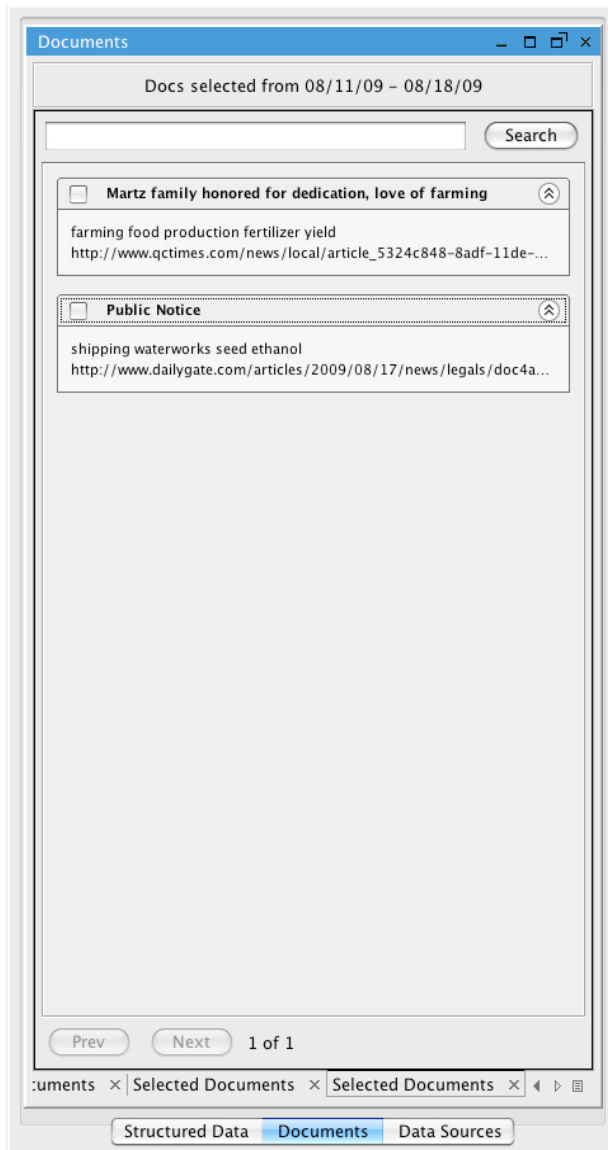 Documents
Docs selected from 08/11/09 – 08/18/09
Search
Martz family honored for dedication, love of farming
farming food production fertilizer yield
http://www.qctimes.com/news/local/article_5324c848-8adf-11de-...
Public Notice
shipping waterworks seed ethanol
http://www.dailygate.com/articles/2009/08/17/news/legals/doc4a...
Prev Next 1 of 1
:uments × Selected Documents × Selected Documents ×
Structured Data Documents Data Sources